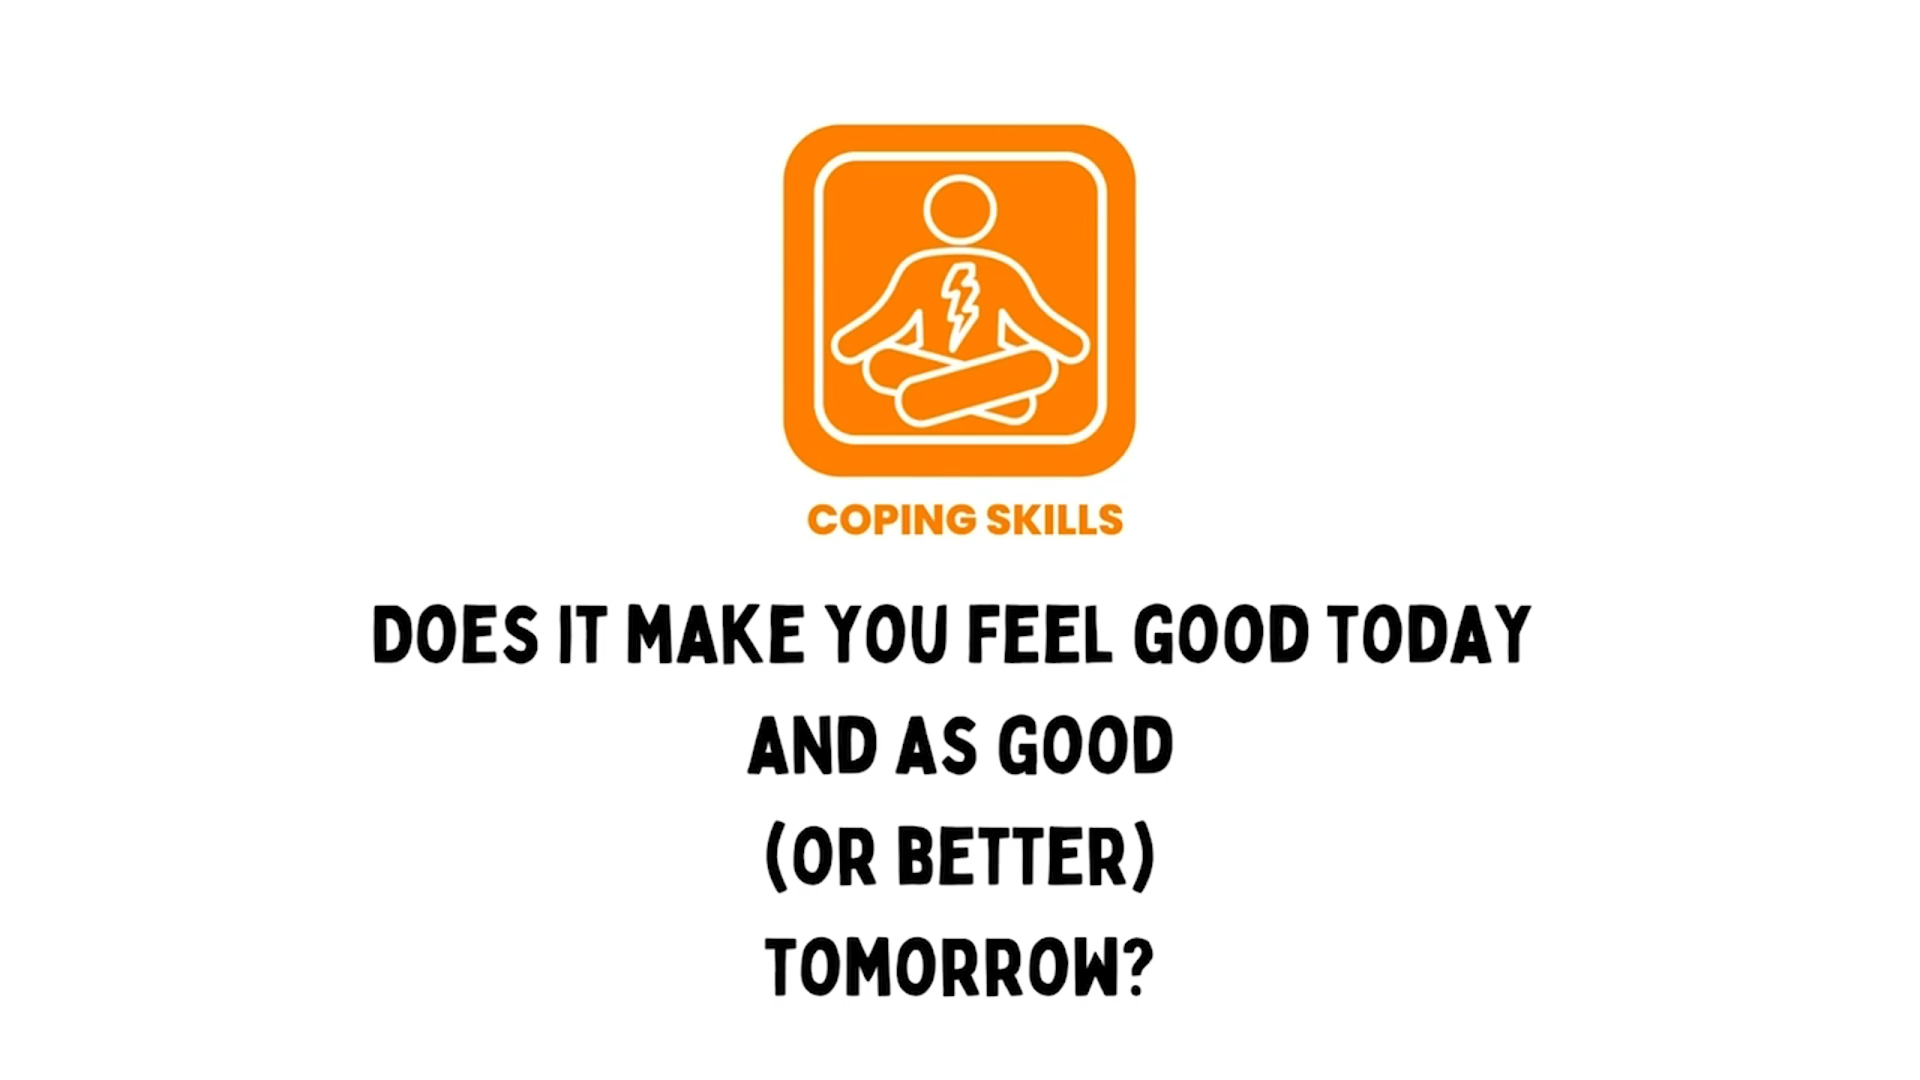 COPING SKILLS
DOES IT MAKE YOU FEEL GOOD TODAY
AND AS GOOD
(OR BETTER)
TOMORROW?